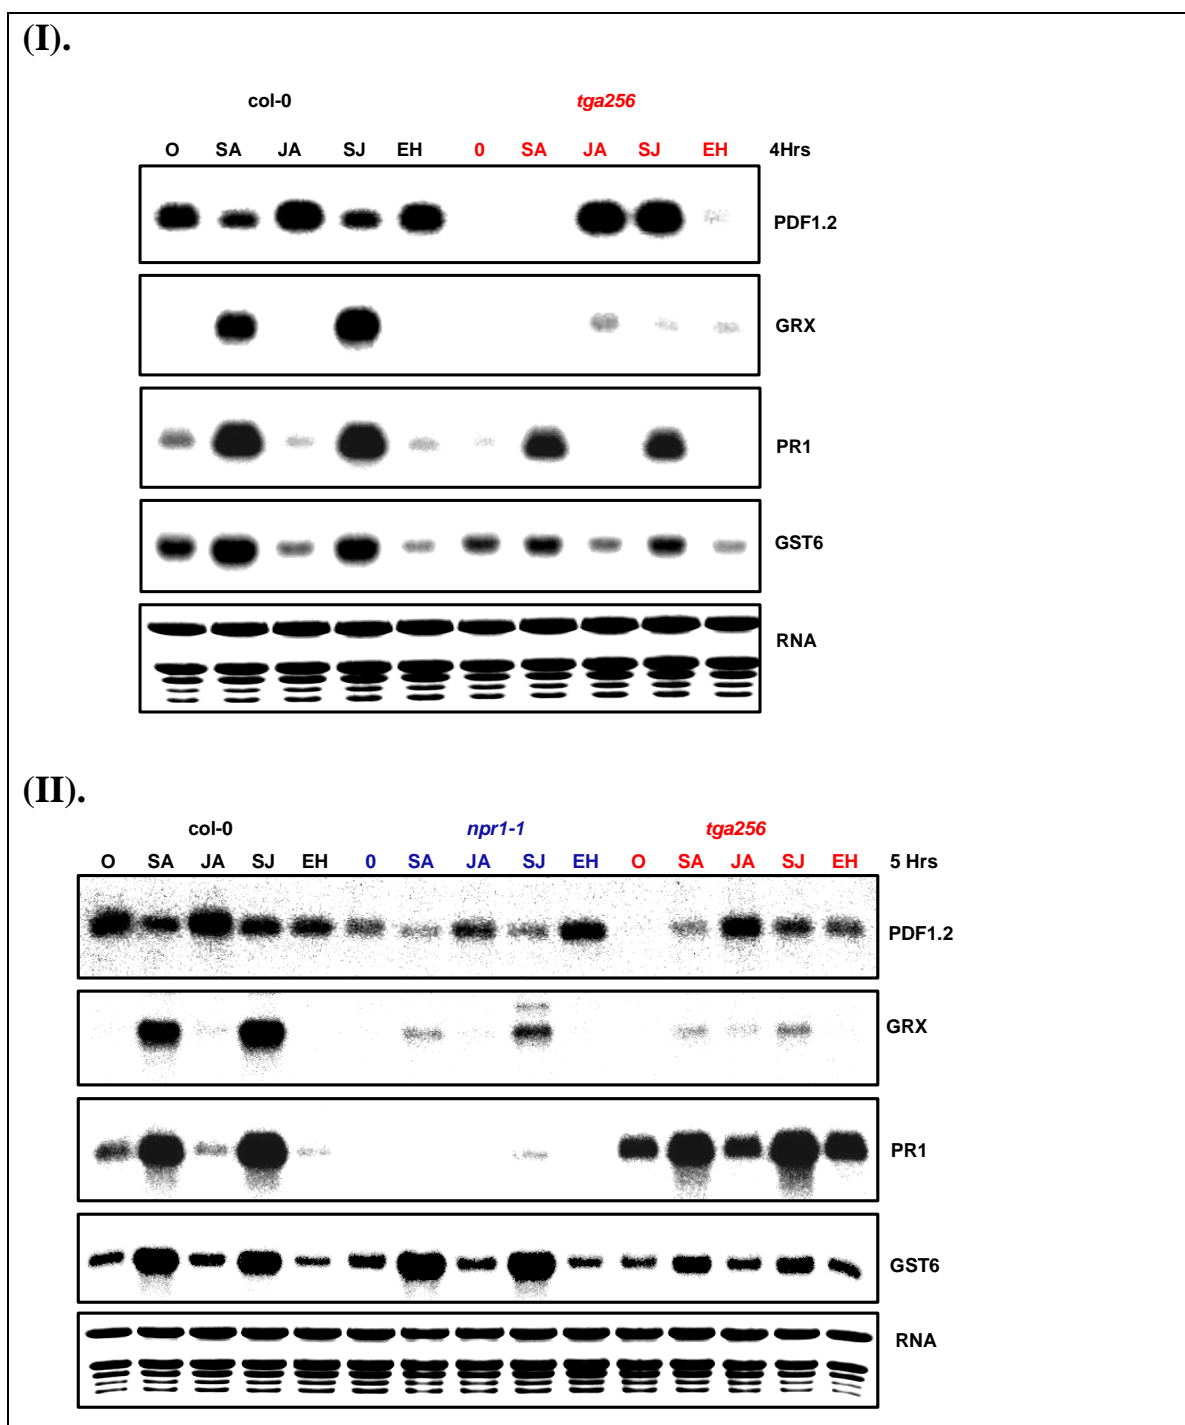 (I).
col-0 tga256
O SA JA SJ EH 0 SA JA SJ EH 4Hrs
PDF1.2
GRX
PR1
GST6
RNA
(II).
col-0 npr1-1 tga256
O SA JA SJ EH 0 SA JA SJ EH O SA JA SJ EH 5 Hrs
PDF1.2
GRX
PR1
GST6
RNA